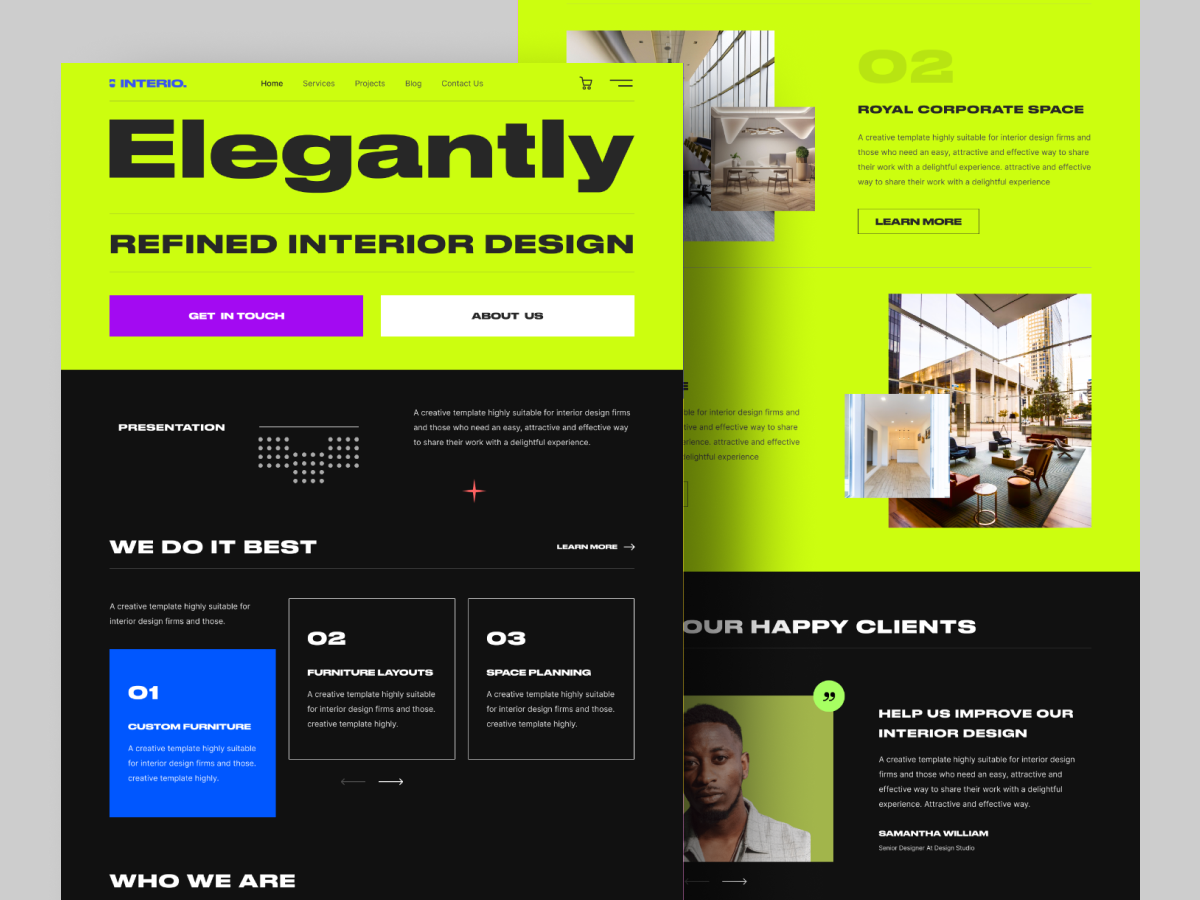 INTERIO.
Home Services Projects Blog Contact Us
Elegantly
REFINED INTERIOR DESIGN
GET IN TOUCH
ABOUT US
PRESENTATION
A creative template highly suitable for interior design firms
and those who need an easy, attractive and effective way
to share their work with a delightful experience.
WE DO IT BEST
LEARN MORE
A creative template highly suitable for
interior design firms and those.
01
CUSTOM FURNITURE
A creative template highly suitable
for interior design firms and those.
creative template highly.
02
FURNITURE LAYOUTS
A creative template highly suitable
for interior design firms and those.
creative template highly.
03
SPACE PLANNING
A creative template highly suitable
for interior design firms and those.
creative template highly.
WHO WE ARE
02
ROYAL CORPORATE SPACE
A creative template highly suitable for interior design firms and
those who need an easy, attractive and effective way to share
their work with a delightful experience. attractive and effective
way to share their work with a delightful experience
LEARN MORE
for interior design firms and
and effective way to share
attractive and effective
delightful experience
OUR HAPPY CLIENTS
HELP US IMPROVE OUR
INTERIOR DESIGN
A creative template highly suitable for interior design
firms and those who need an easy, attractive and
effective way to share their work with a delightful
experience. Attractive and effective way.
SAMANTHA WILLIAM
Senior Designer At Design Studio